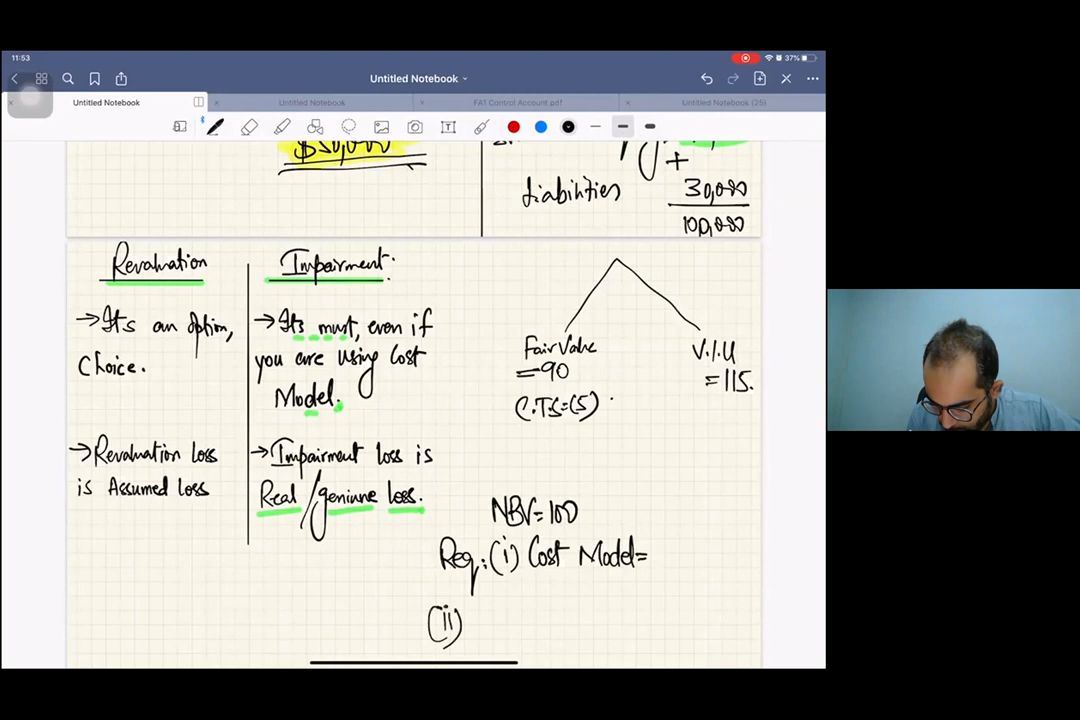 11:53
37%
Untitled Notebook
Untitled Notebook
Untitled Notebook
FA1 Control Account.pdf
Untitled Notebook (25)
$50,000
+
Liabilities 30,000
100,000
Revaluation
→It's an option,
Choice.
→Revaluation Loss
is Assumed loss
Impairment:
→Its must, even if
you are using Cost
Model.
→Impairment loss is
Real/geniune loss.
Fair Value
=90
C.T.S=(5)
V.I.U
=115.
NBV=100
Req:(i) Cost Model=
(ii)